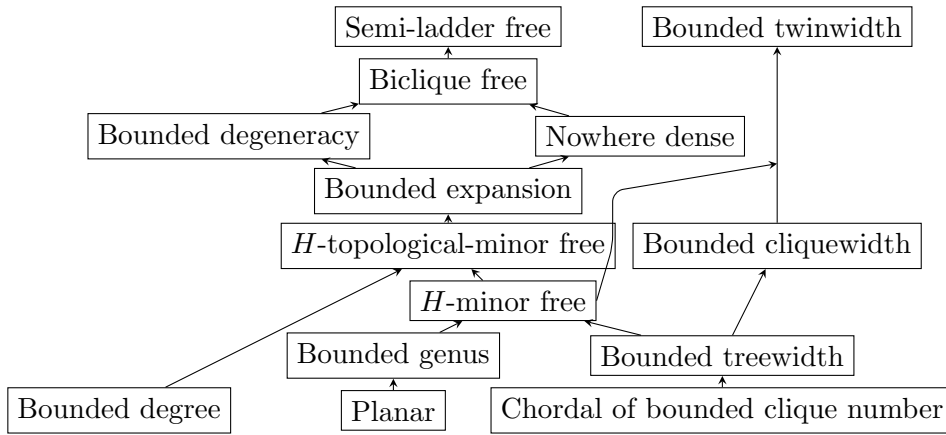 Semi-ladder free
Bounded twinwidth
Biclique free
Bounded degeneracy
Nowhere dense
Bounded expansion
H-topological-minor free
Bounded cliquewidth
H-minor free
Bounded genus
Bounded treewidth
Bounded degree
Planar
Chordal of bounded clique number